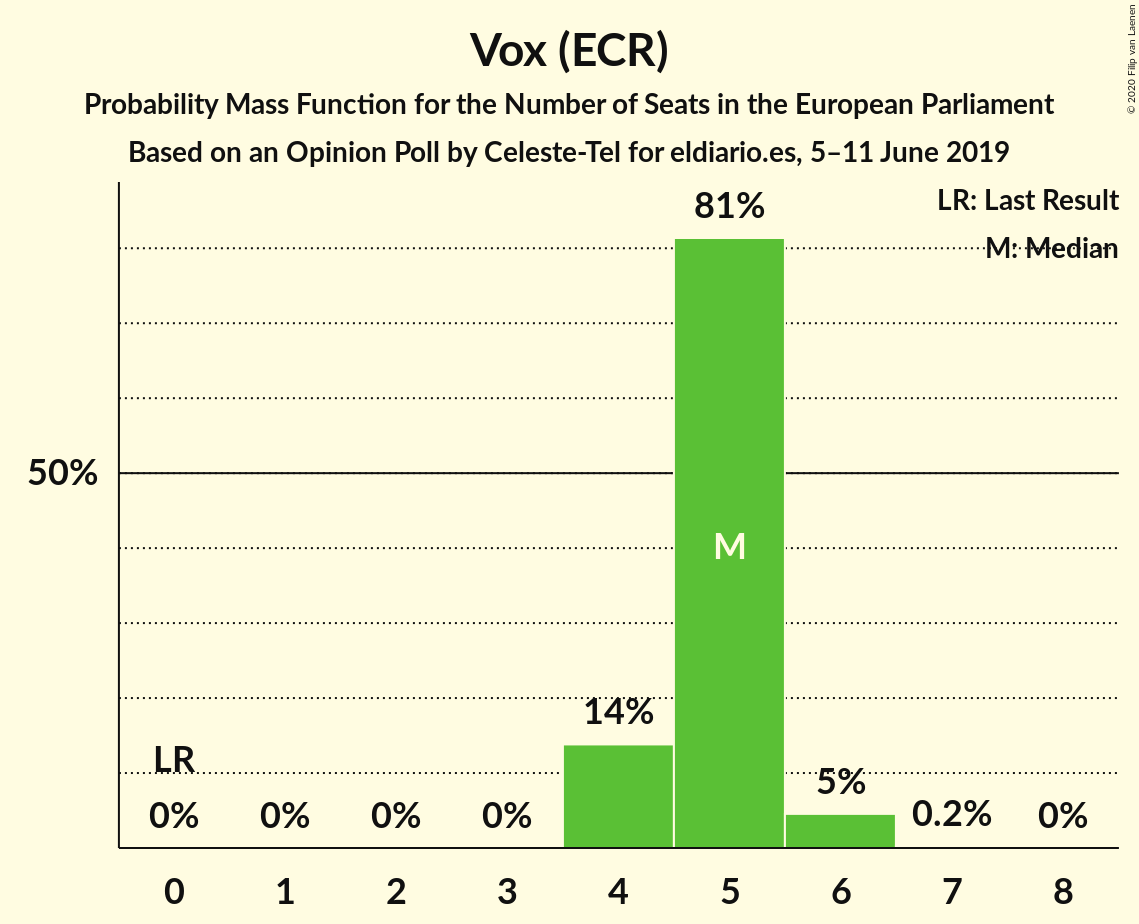 Vox (ECR)
Probability Mass Function for the Number of Seats in the European Parliament
Based on an Opinion Poll by Celeste-Tel for eldiario.es, 5–11 June 2019
© 2020 Filip van Laenen
LR: Last Result
M: Median
81%
50%
M
14%
LR
5%
0% 0% 0% 0% 0.2% 0%
0 1 2 3 4 5 6 7 8